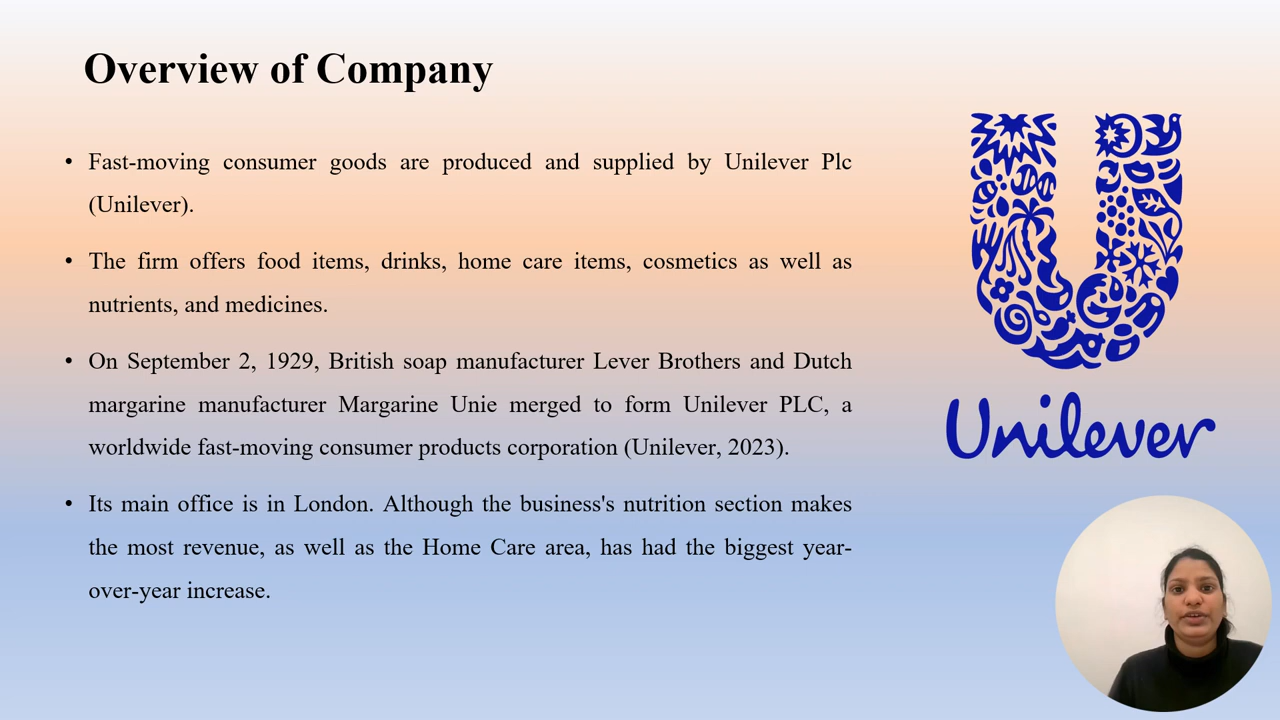 Overview of Company
• Fast-moving consumer goods are produced and supplied by Unilever Plc
(Unilever).
• The firm offers food items, drinks, home care items, cosmetics as well as
nutrients, and medicines.
• On September 2, 1929, British soap manufacturer Lever Brothers and Dutch
margarine manufacturer Margarine Unie merged to form Unilever PLC, a
worldwide fast-moving consumer products corporation (Unilever, 2023).
• Its main office is in London. Although the business's nutrition section makes
the most revenue, as well as the Home Care area, has had the biggest year-
over-year increase.
Unilever